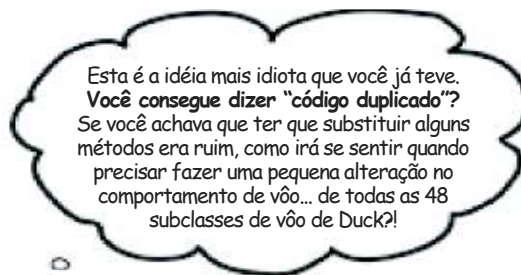 Esta é a idéia mais idiota que você já teve.
Você consegue dizer “código duplicado”?
Se você achava que ter que substituir alguns
métodos era ruim, como irá se sentir quando
precisar fazer uma pequena alteração no
comportamento de vôo... de todas as 48
subclasses de vôo de Duck?!